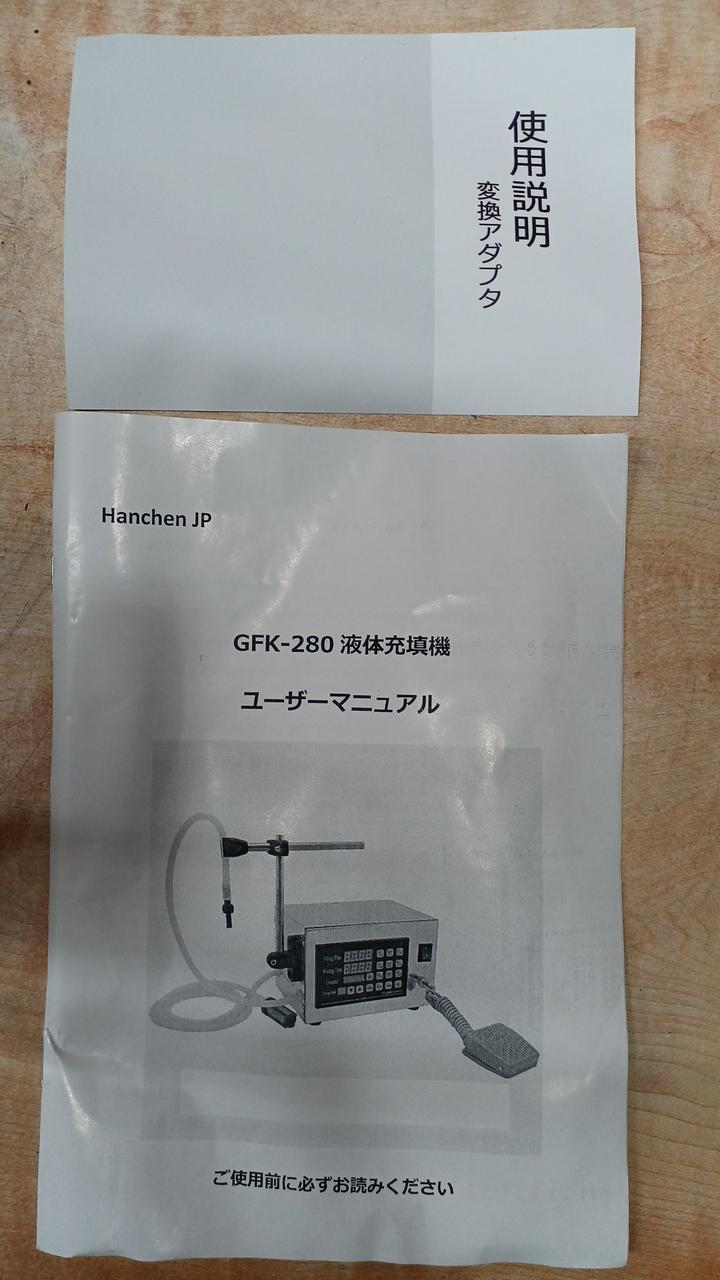 使用説明
変換アダプタ
Hanchen JP
GFK-280 液体充填機
ユーザーマニュアル
ご使用前に必ずお読みください